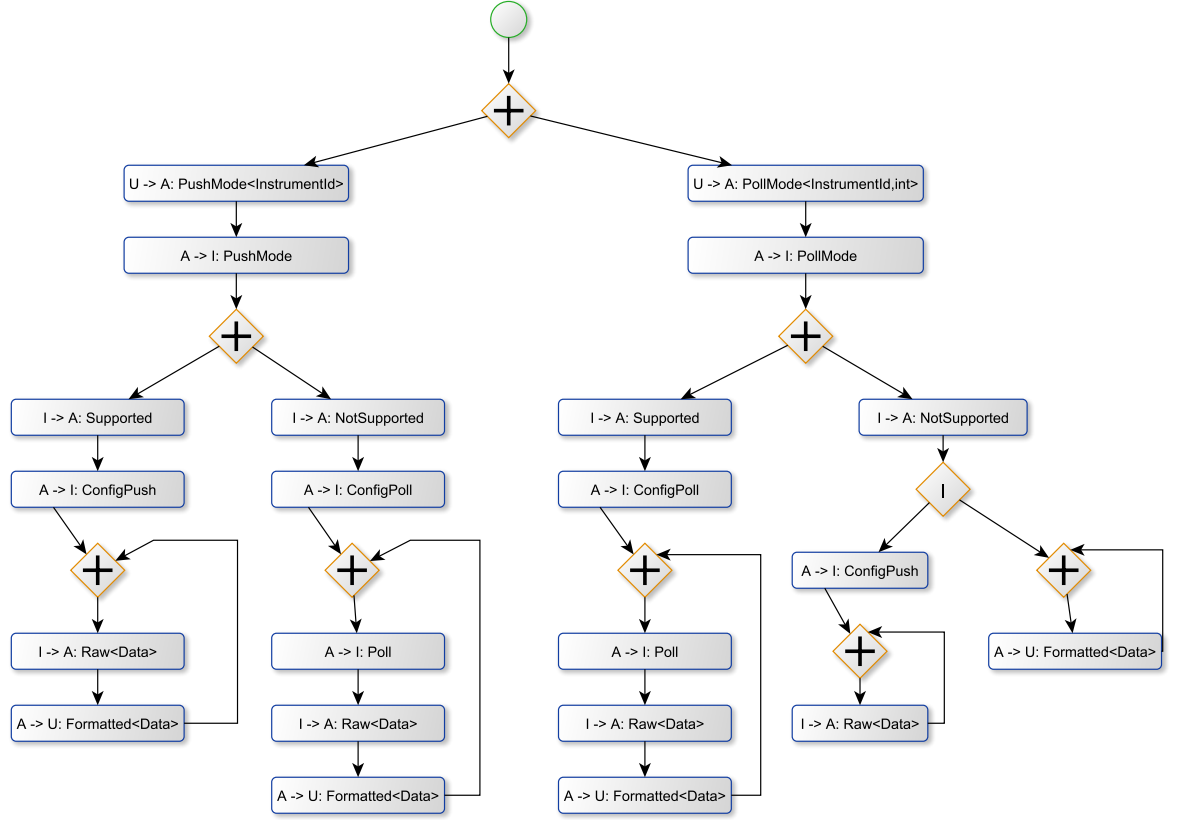 U -> A: PushMode<InstrumentId>
U -> A: PollMode<InstrumentId,int>
A -> I: PushMode
A -> I: PollMode
I -> A: Supported
I -> A: NotSupported
I -> A: Supported
I -> A: NotSupported
A -> I: ConfigPush
A -> I: ConfigPoll
A -> I: ConfigPoll
I
A -> I: ConfigPush
I -> A: Raw<Data>
A -> I: Poll
A -> I: Poll
A -> U: Formatted<Data>
A -> U: Formatted<Data>
I -> A: Raw<Data>
I -> A: Raw<Data>
I -> A: Raw<Data>
A -> U: Formatted<Data>
A -> U: Formatted<Data>